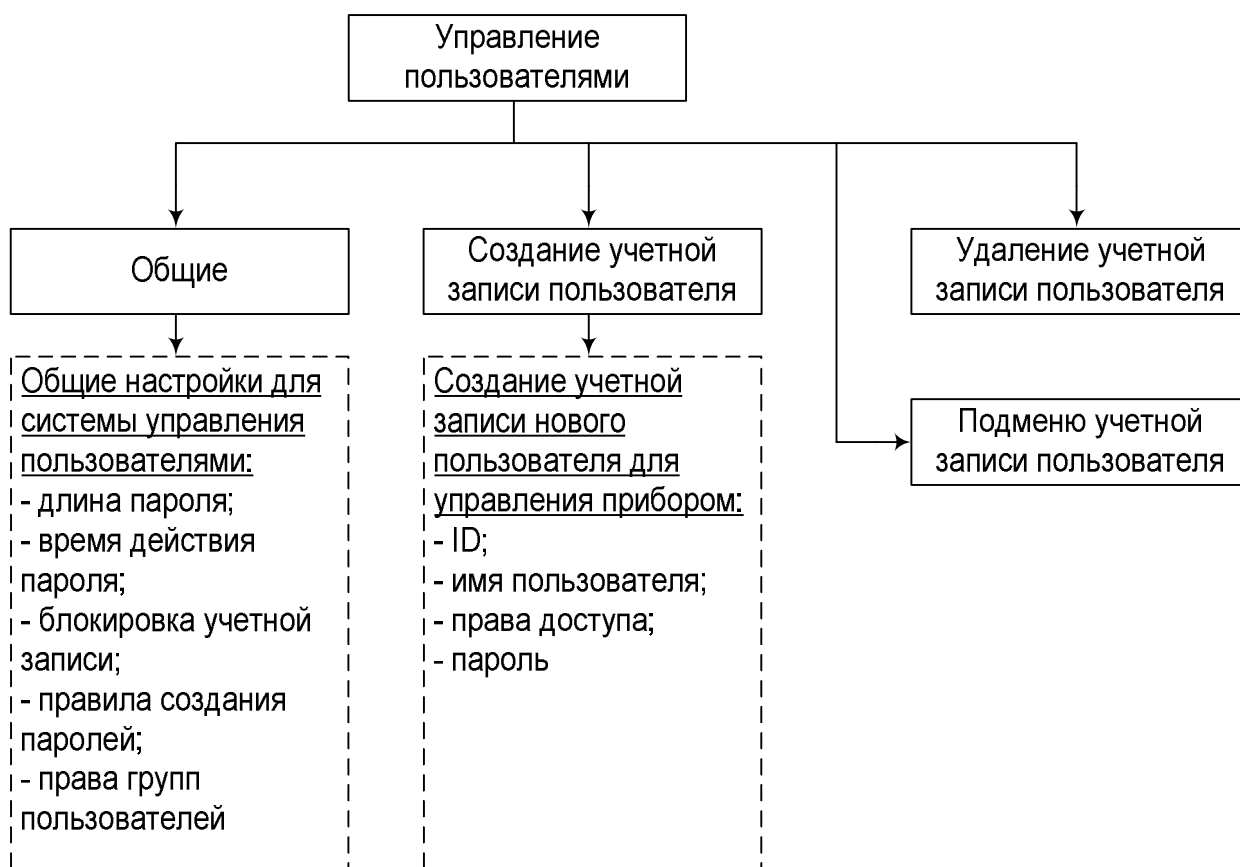 Управление
пользователями
Общие
Создание учетной
записи пользователя
Удаление учетной
записи пользователя
Подменю учетной
записи пользователя
Общие настройки для
системы управления
пользователями:
- длина пароля;
- время действия
пароля;
- блокировка учетной
записи;
- правила создания
паролей;
- права групп
пользователей
Создание учетной
записи нового
пользователя для
управления прибором:
- ID;
- имя пользователя;
- права доступа;
- пароль